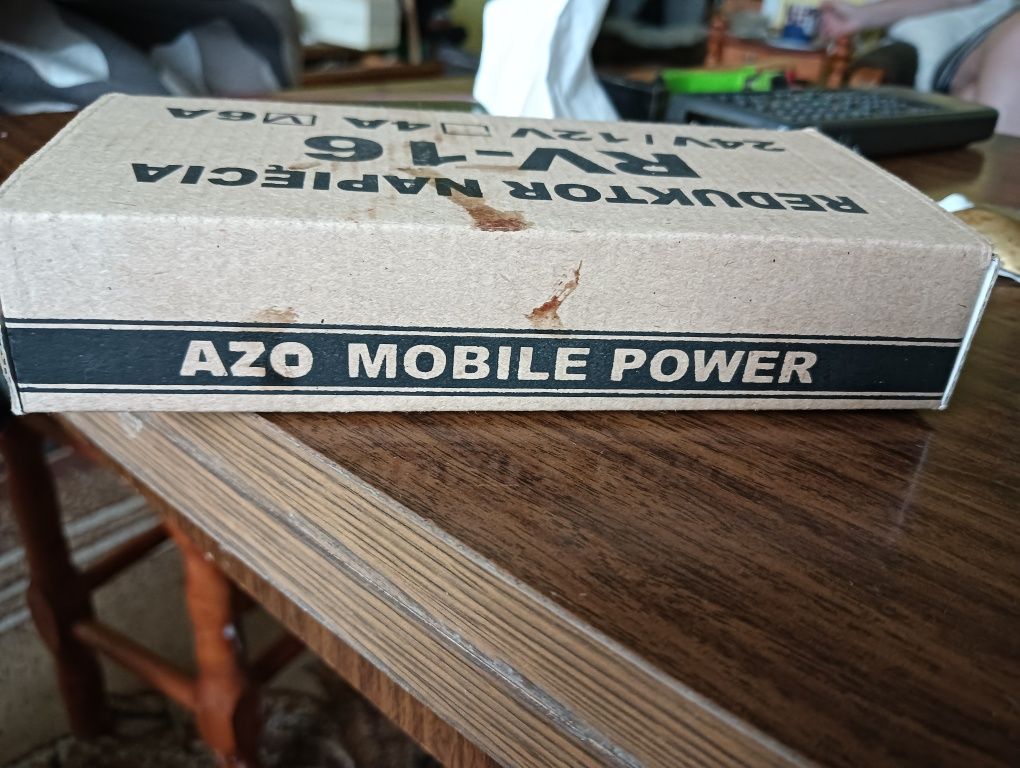 REDUKTOR NAPIĘCIA
RV-16
24V / 12V ☐ 4A ☑ 6A
AZO MOBILE POWER